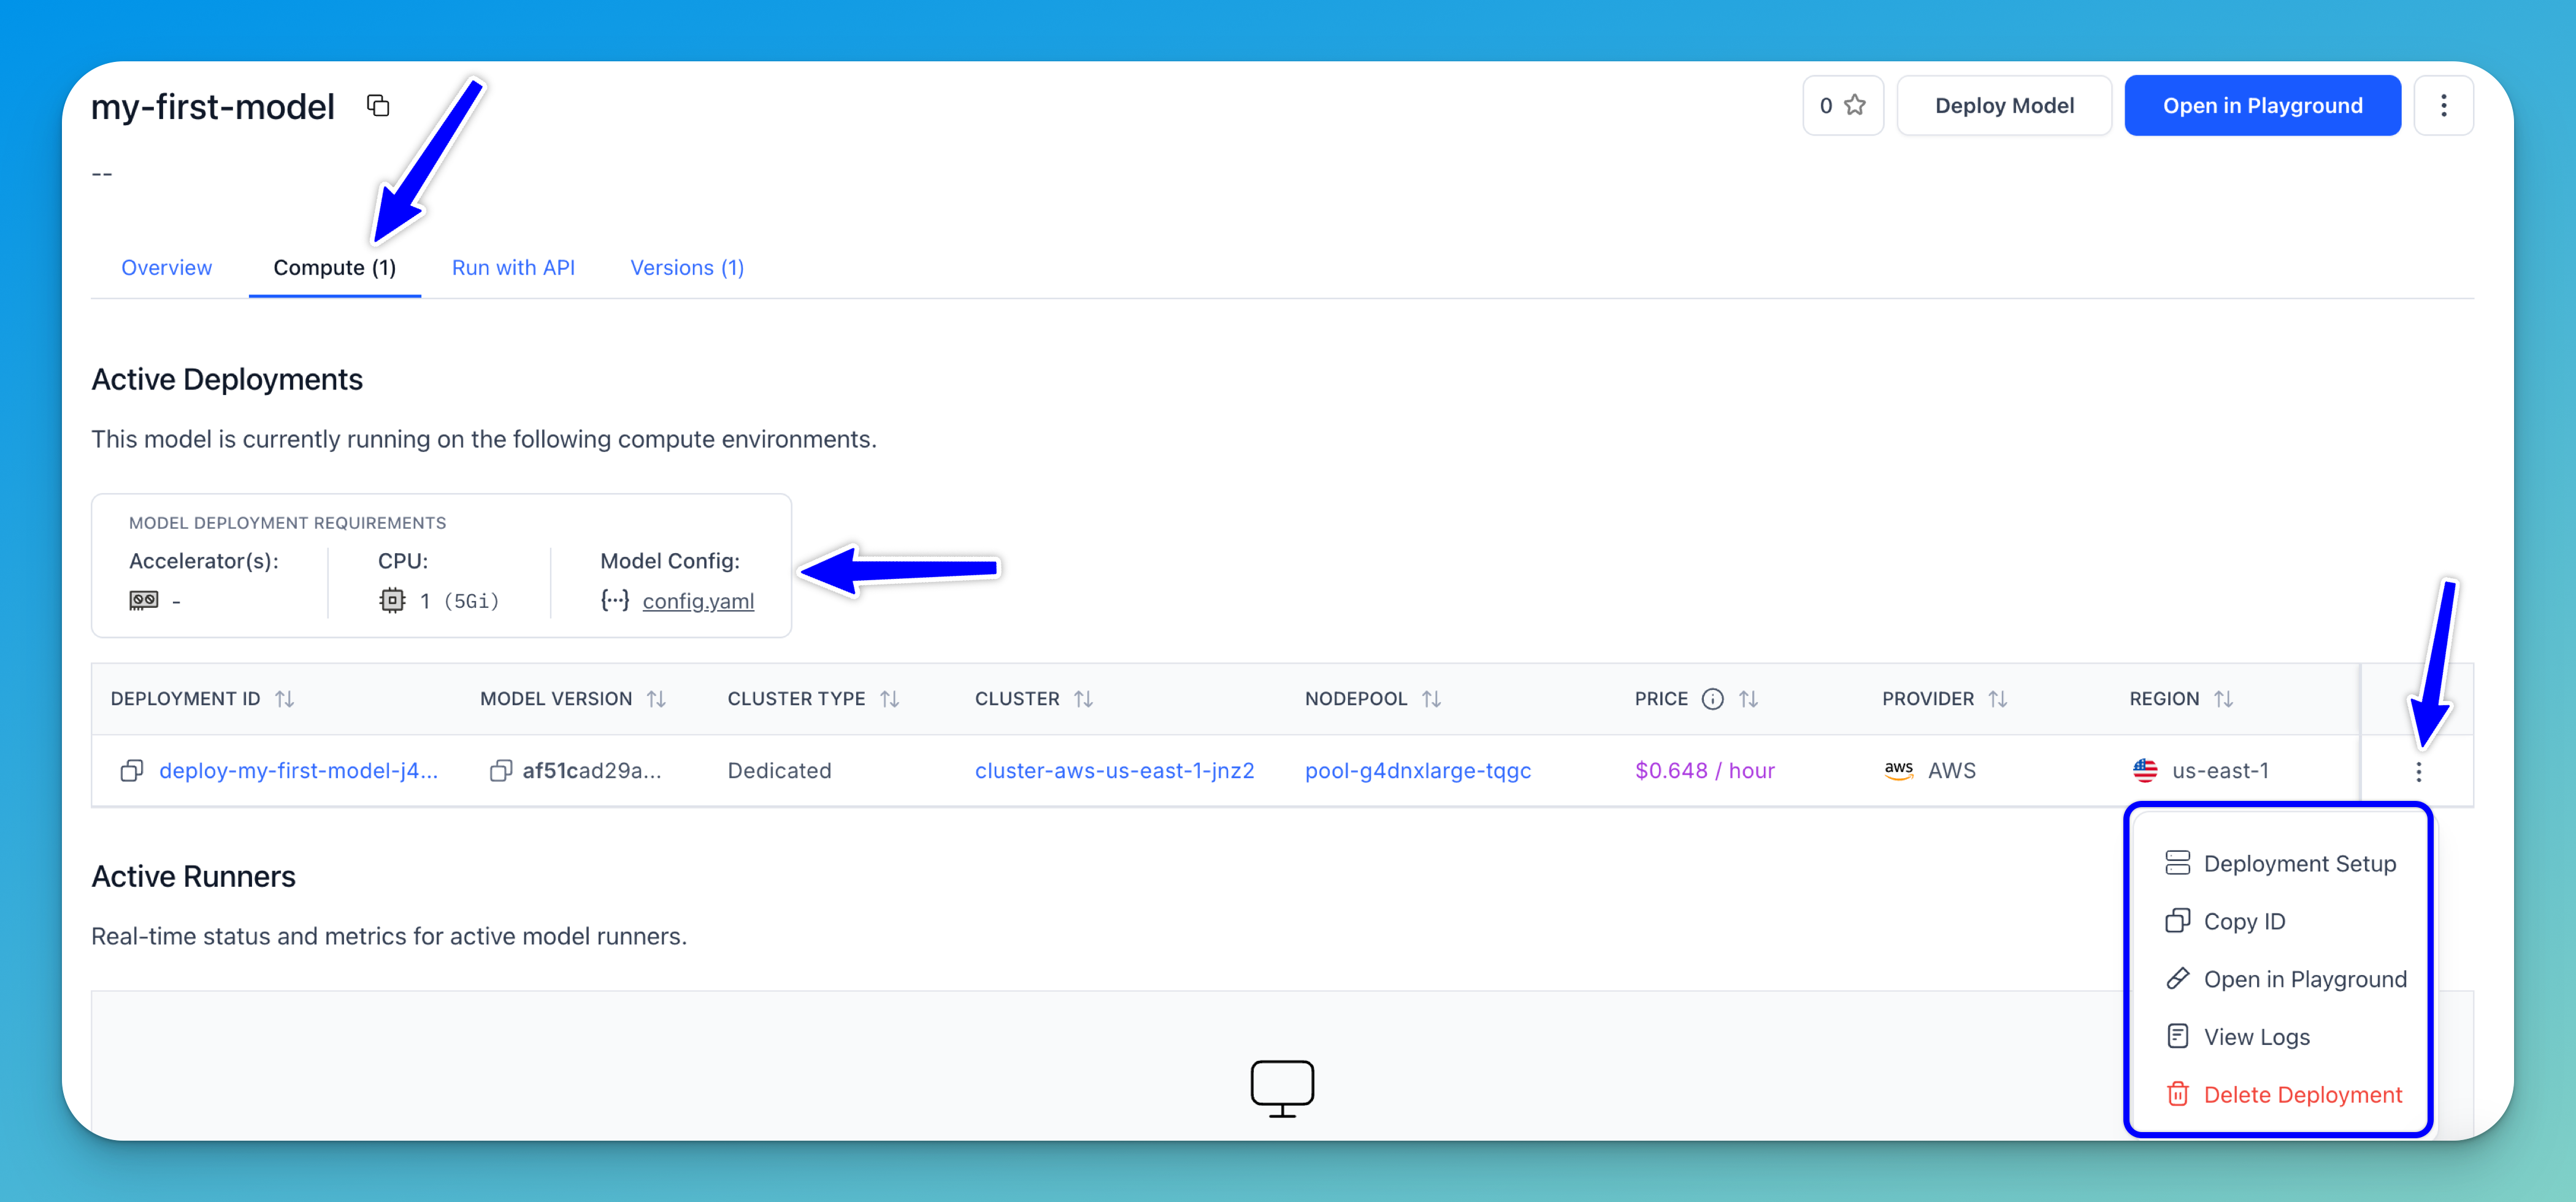 my-first-model
0
Deploy Model
Open in Playground
--
Overview
Compute (1)
Run with API
Versions (1)
Active Deployments
This model is currently running on the following compute environments.
MODEL DEPLOYMENT REQUIREMENTS
Accelerator(s):
CPU:
Model Config:
-
1 (5Gi)
config.yaml
DEPLOYMENT ID
MODEL VERSION
CLUSTER TYPE
CLUSTER
NODEPOOL
PRICE
PROVIDER
REGION
deploy-my-first-model-j4...
af51cad29a...
Dedicated
cluster-aws-us-east-1-jnz2
pool-g4dnxlarge-tqgc
$0.648 / hour
aws AWS
us-east-1
Deployment Setup
Copy ID
Open in Playground
View Logs
Delete Deployment
Active Runners
Real-time status and metrics for active model runners.